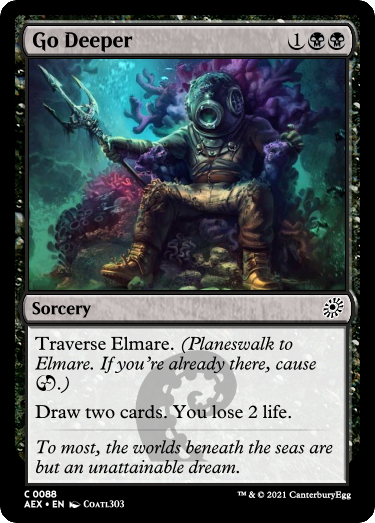 Go Deeper 1
Sorcery
Traverse Elmare. (Planeswalk to
Elmare. If you're already there, cause
.)
Draw two cards. You lose 2 life.
To most, the worlds beneath the seas are
but an unattainable dream.
C 0088
AEX • EN COATL303
™ & © 2021 CanterburyEgg